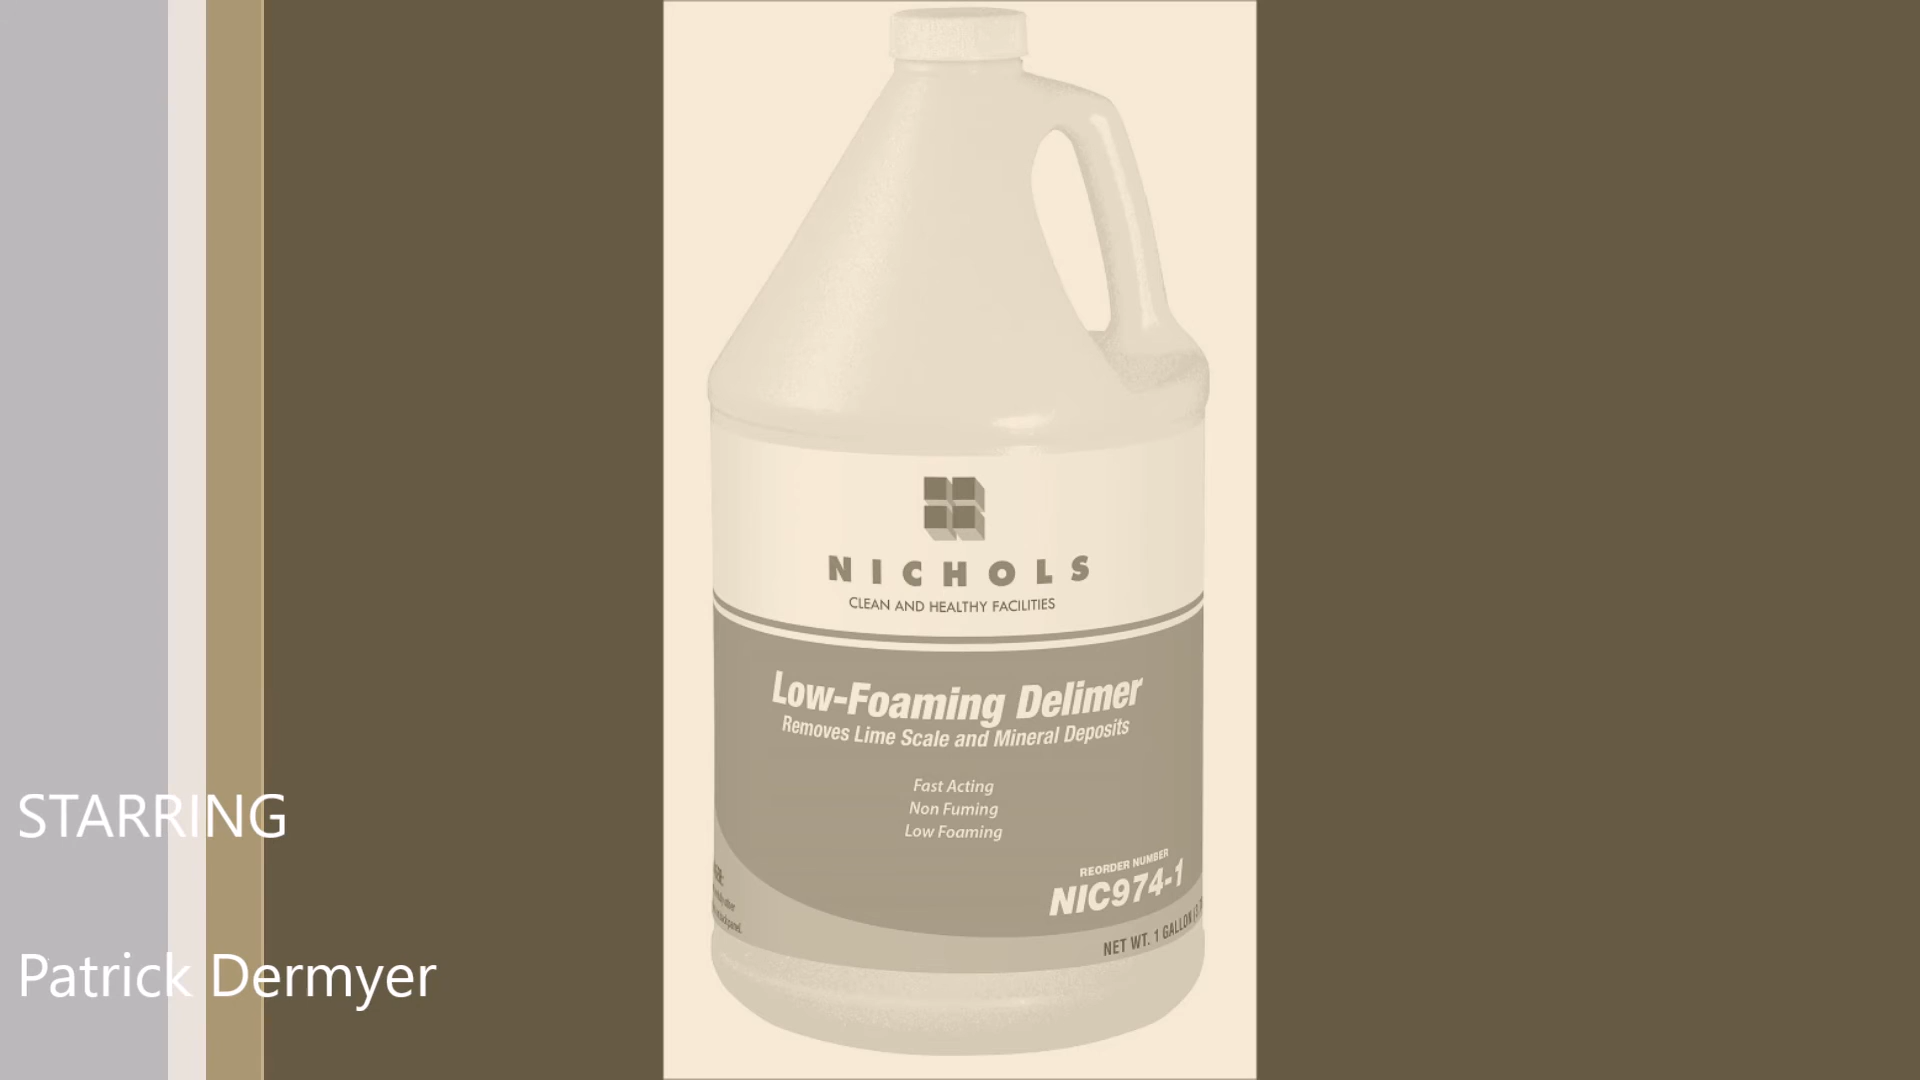 NICHOLS
CLEAN AND HEALTHY FACILITIES
Low-Foaming Delimer
Removes Lime Scale and Mineral Deposits
Fast Acting
Non Fuming
Low Foaming
REORDER NUMBER
NIC974-1
NET WT. 1 GALLON
STARRING
Patrick Dermyer